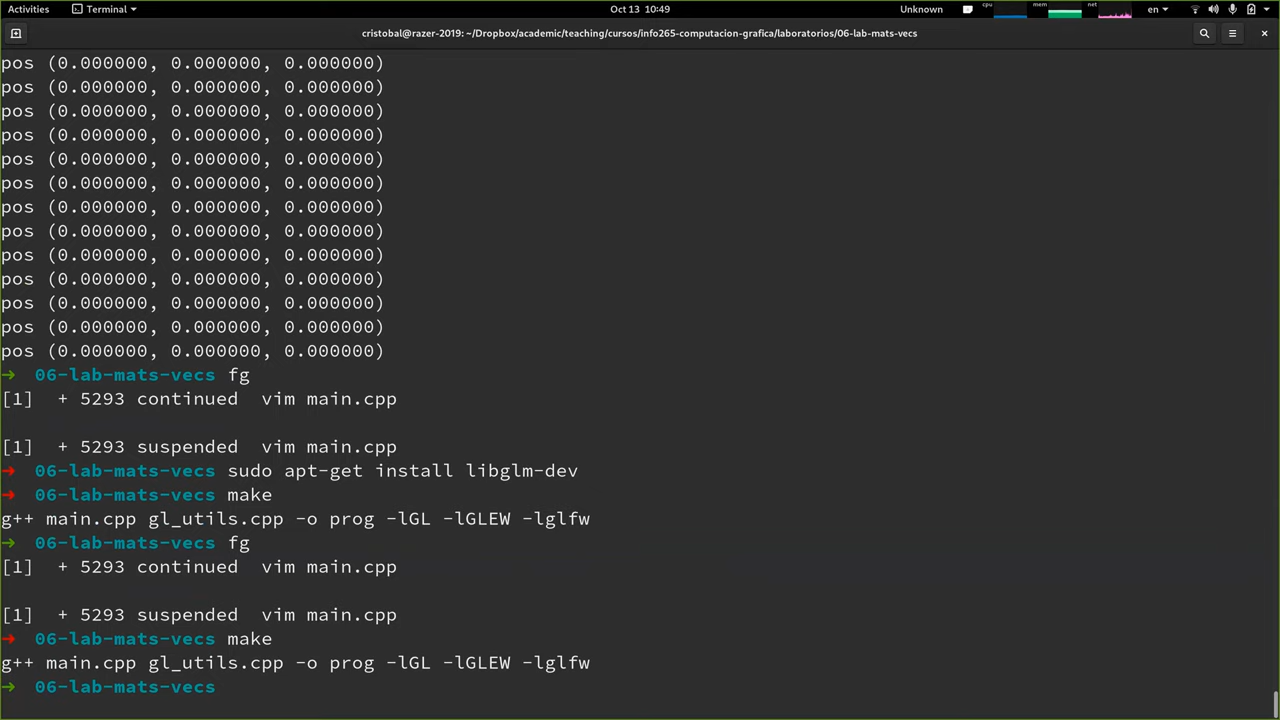 Activities Terminal Oct 13 10:49 Unknown cpu mem net en
cristobal@razer-2019: ~/Dropbox/academic/teaching/cursos/info265-computacion-grafica/laboratorios/06-lab-mats-vecs
pos (0.000000, 0.000000, 0.000000)
pos (0.000000, 0.000000, 0.000000)
pos (0.000000, 0.000000, 0.000000)
pos (0.000000, 0.000000, 0.000000)
pos (0.000000, 0.000000, 0.000000)
pos (0.000000, 0.000000, 0.000000)
pos (0.000000, 0.000000, 0.000000)
pos (0.000000, 0.000000, 0.000000)
pos (0.000000, 0.000000, 0.000000)
pos (0.000000, 0.000000, 0.000000)
pos (0.000000, 0.000000, 0.000000)
pos (0.000000, 0.000000, 0.000000)
pos (0.000000, 0.000000, 0.000000)
→ 06-lab-mats-vecs fg
[1]  + 5293 continued  vim main.cpp
[1]  + 5293 suspended  vim main.cpp
→ 06-lab-mats-vecs sudo apt-get install libglm-dev
→ 06-lab-mats-vecs make
g++ main.cpp gl_utils.cpp -o prog -lGL -lGLEW -lglfw
→ 06-lab-mats-vecs fg
[1]  + 5293 continued  vim main.cpp
[1]  + 5293 suspended  vim main.cpp
→ 06-lab-mats-vecs make
g++ main.cpp gl_utils.cpp -o prog -lGL -lGLEW -lglfw
→ 06-lab-mats-vecs